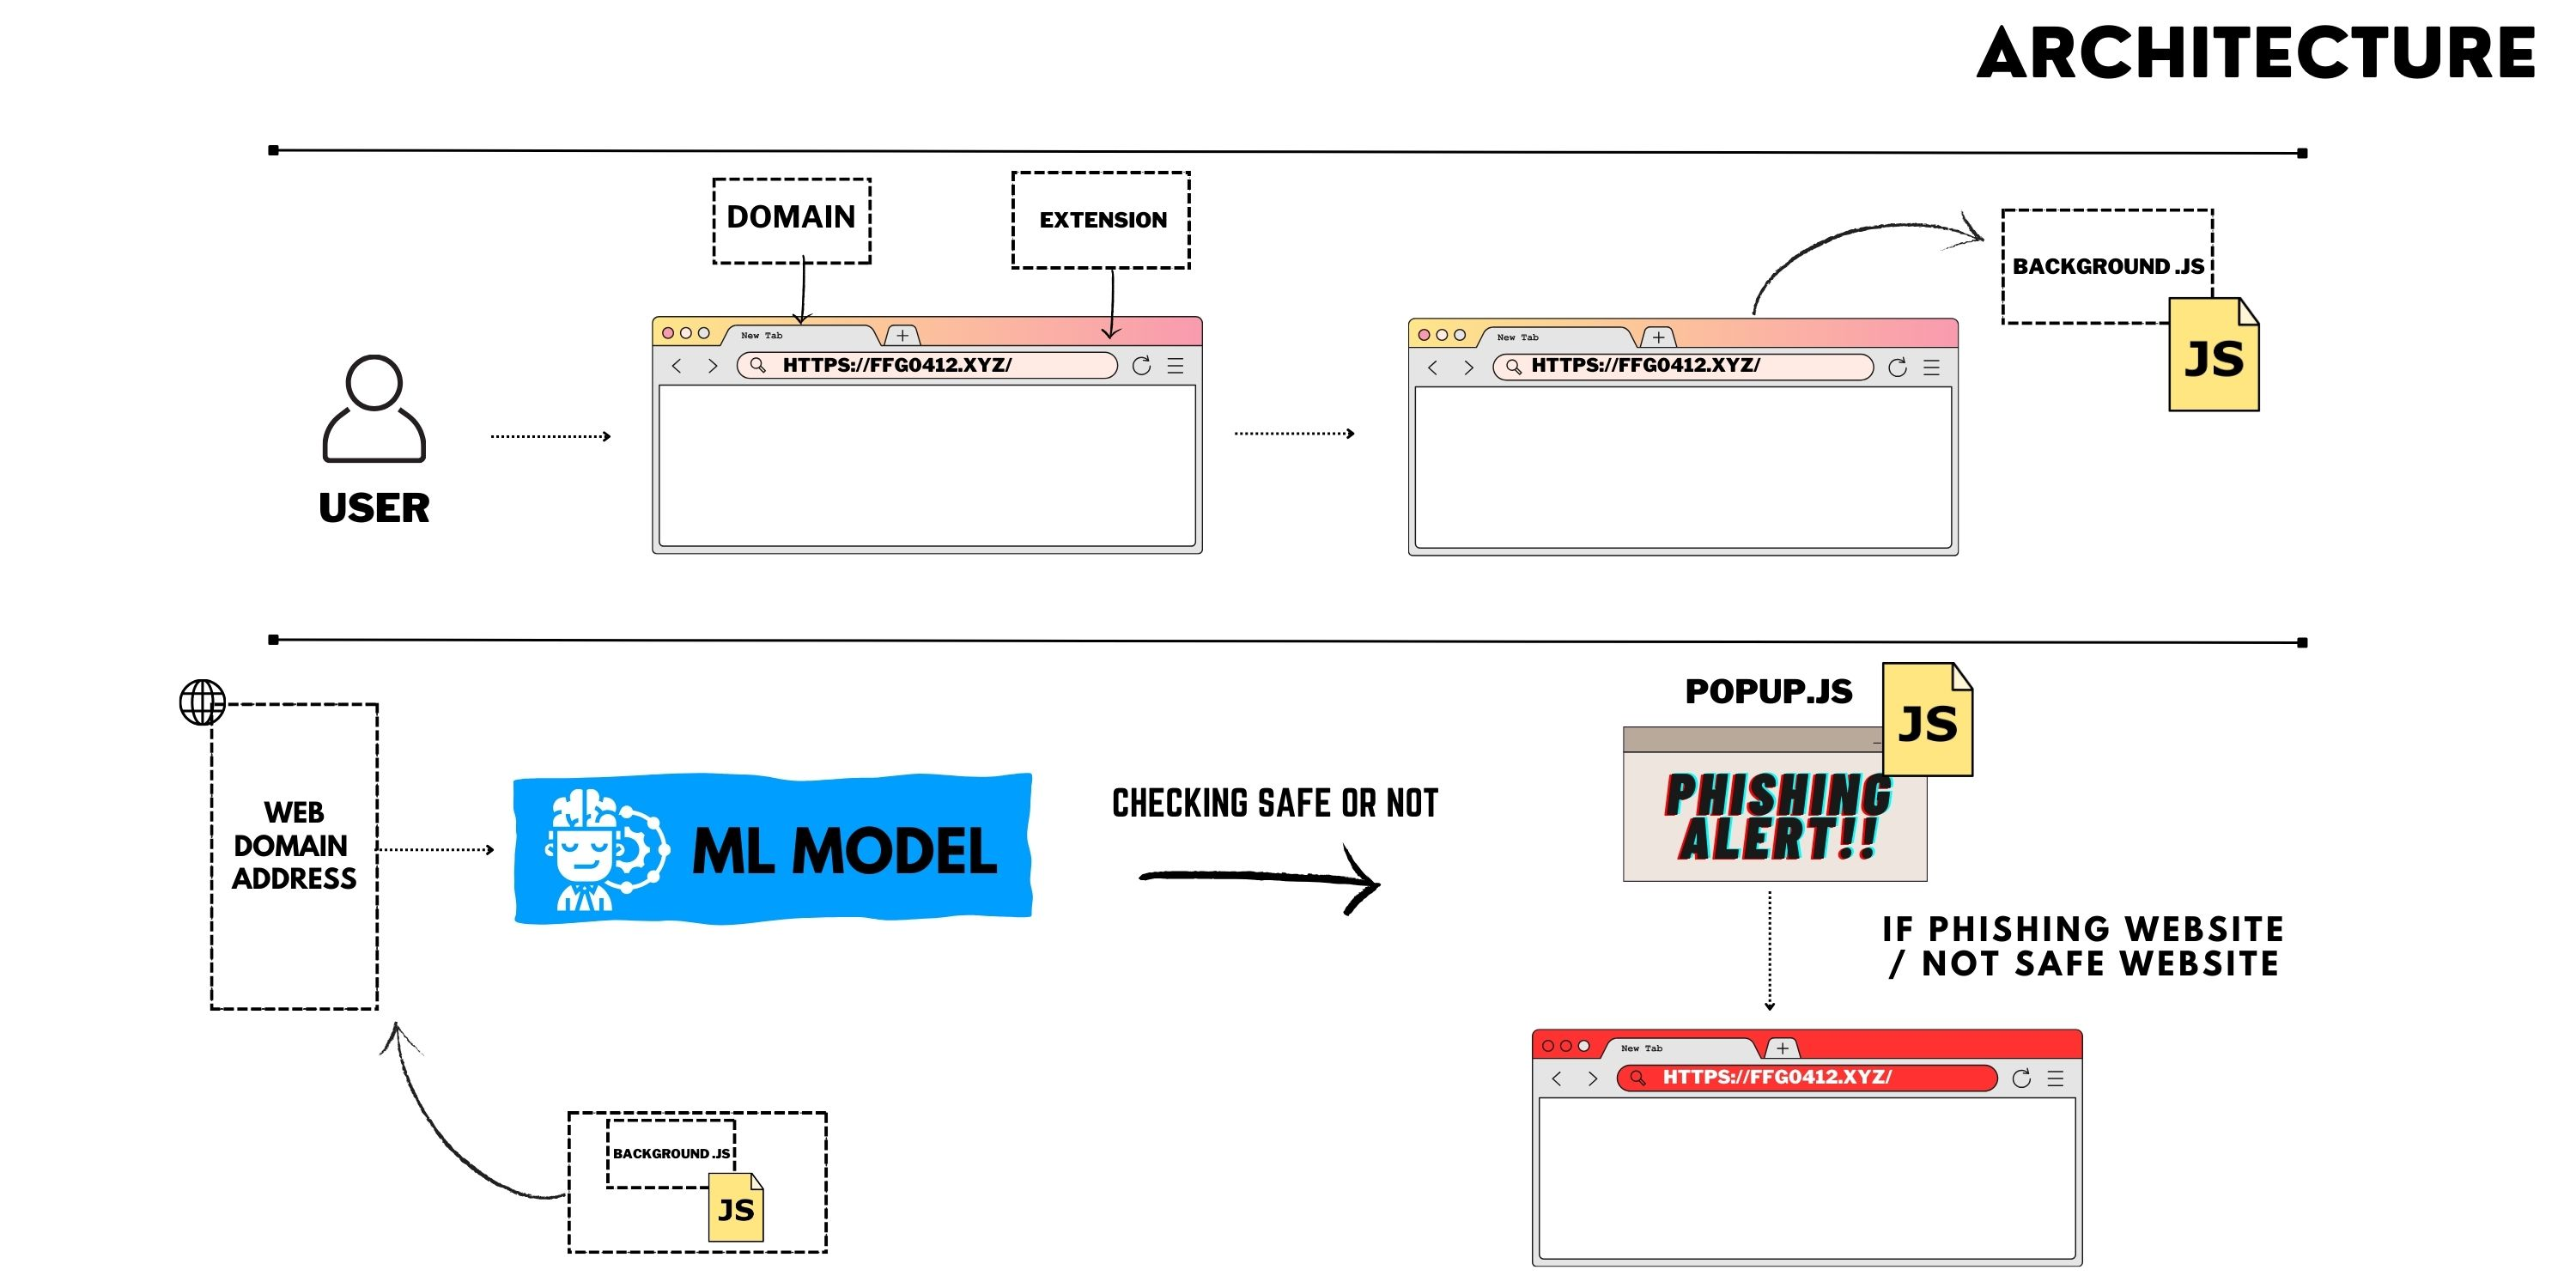 ARCHITECTURE
DOMAIN
EXTENSION
BACKGROUND .JS
JS
New Tab
HTTPS://FFG0412.XYZ/
New Tab
HTTPS://FFG0412.XYZ/
USER
POPUP.JS
JS
PHISHING
ALERT!!
WEB
DOMAIN
ADDRESS
ML MODEL
CHECKING SAFE OR NOT
IF PHISHING WEBSITE
/ NOT SAFE WEBSITE
New Tab
HTTPS://FFG0412.XYZ/
BACKGROUND .JS
JS